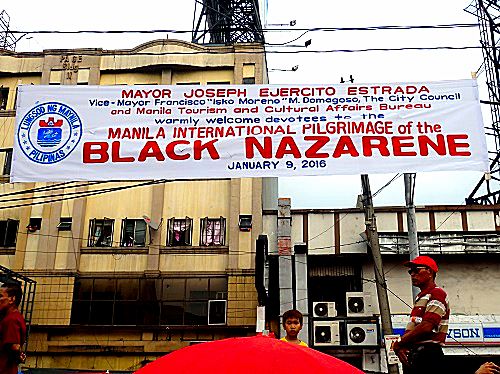 MAYOR JOSEPH EJERCITO ESTRADA
Vice-Mayor Francisco "Isko Moreno" M. Domagoso, The City Council
and Manila Tourism and Cultural Affairs Bureau
warmly welcome devotees to the
MANILA INTERNATIONAL PILGRIMAGE of the
BLACK NAZARENE
JANUARY 9, 2016
LUNGSOD NG MAYNILA
PILIPINAS